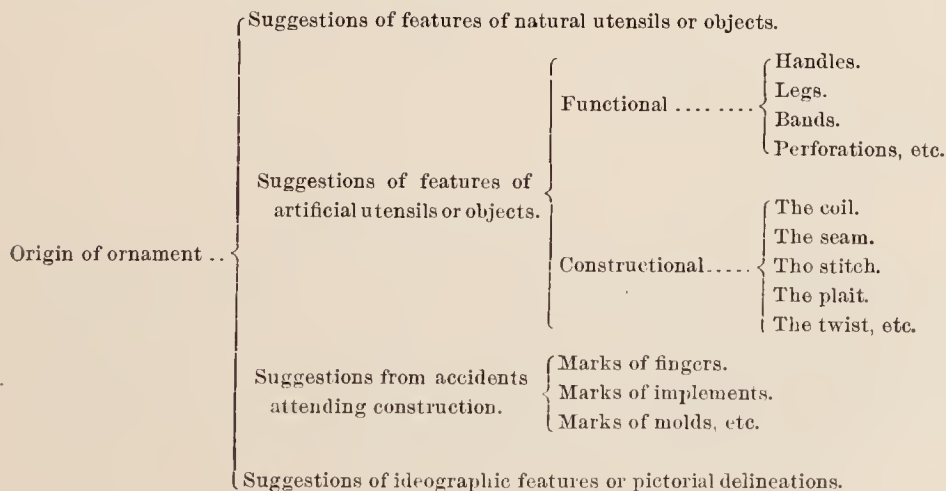 Suggestions of features of natural utensils or objects.
Handles.
Functional ........
Legs.
Bands.
Perforations, etc.
Suggestions of features of
artificial utensils or objects.
The coil.
The seam.
Origin of ornament ..
Constructional.....
Tho stitch.
The plait.
The twist, etc.
Suggestions from accidents
attending construction.
Marks of fingers.
Marks of implements.
Marks of molds, etc.
Suggestions of ideographic features or pictorial delineations.